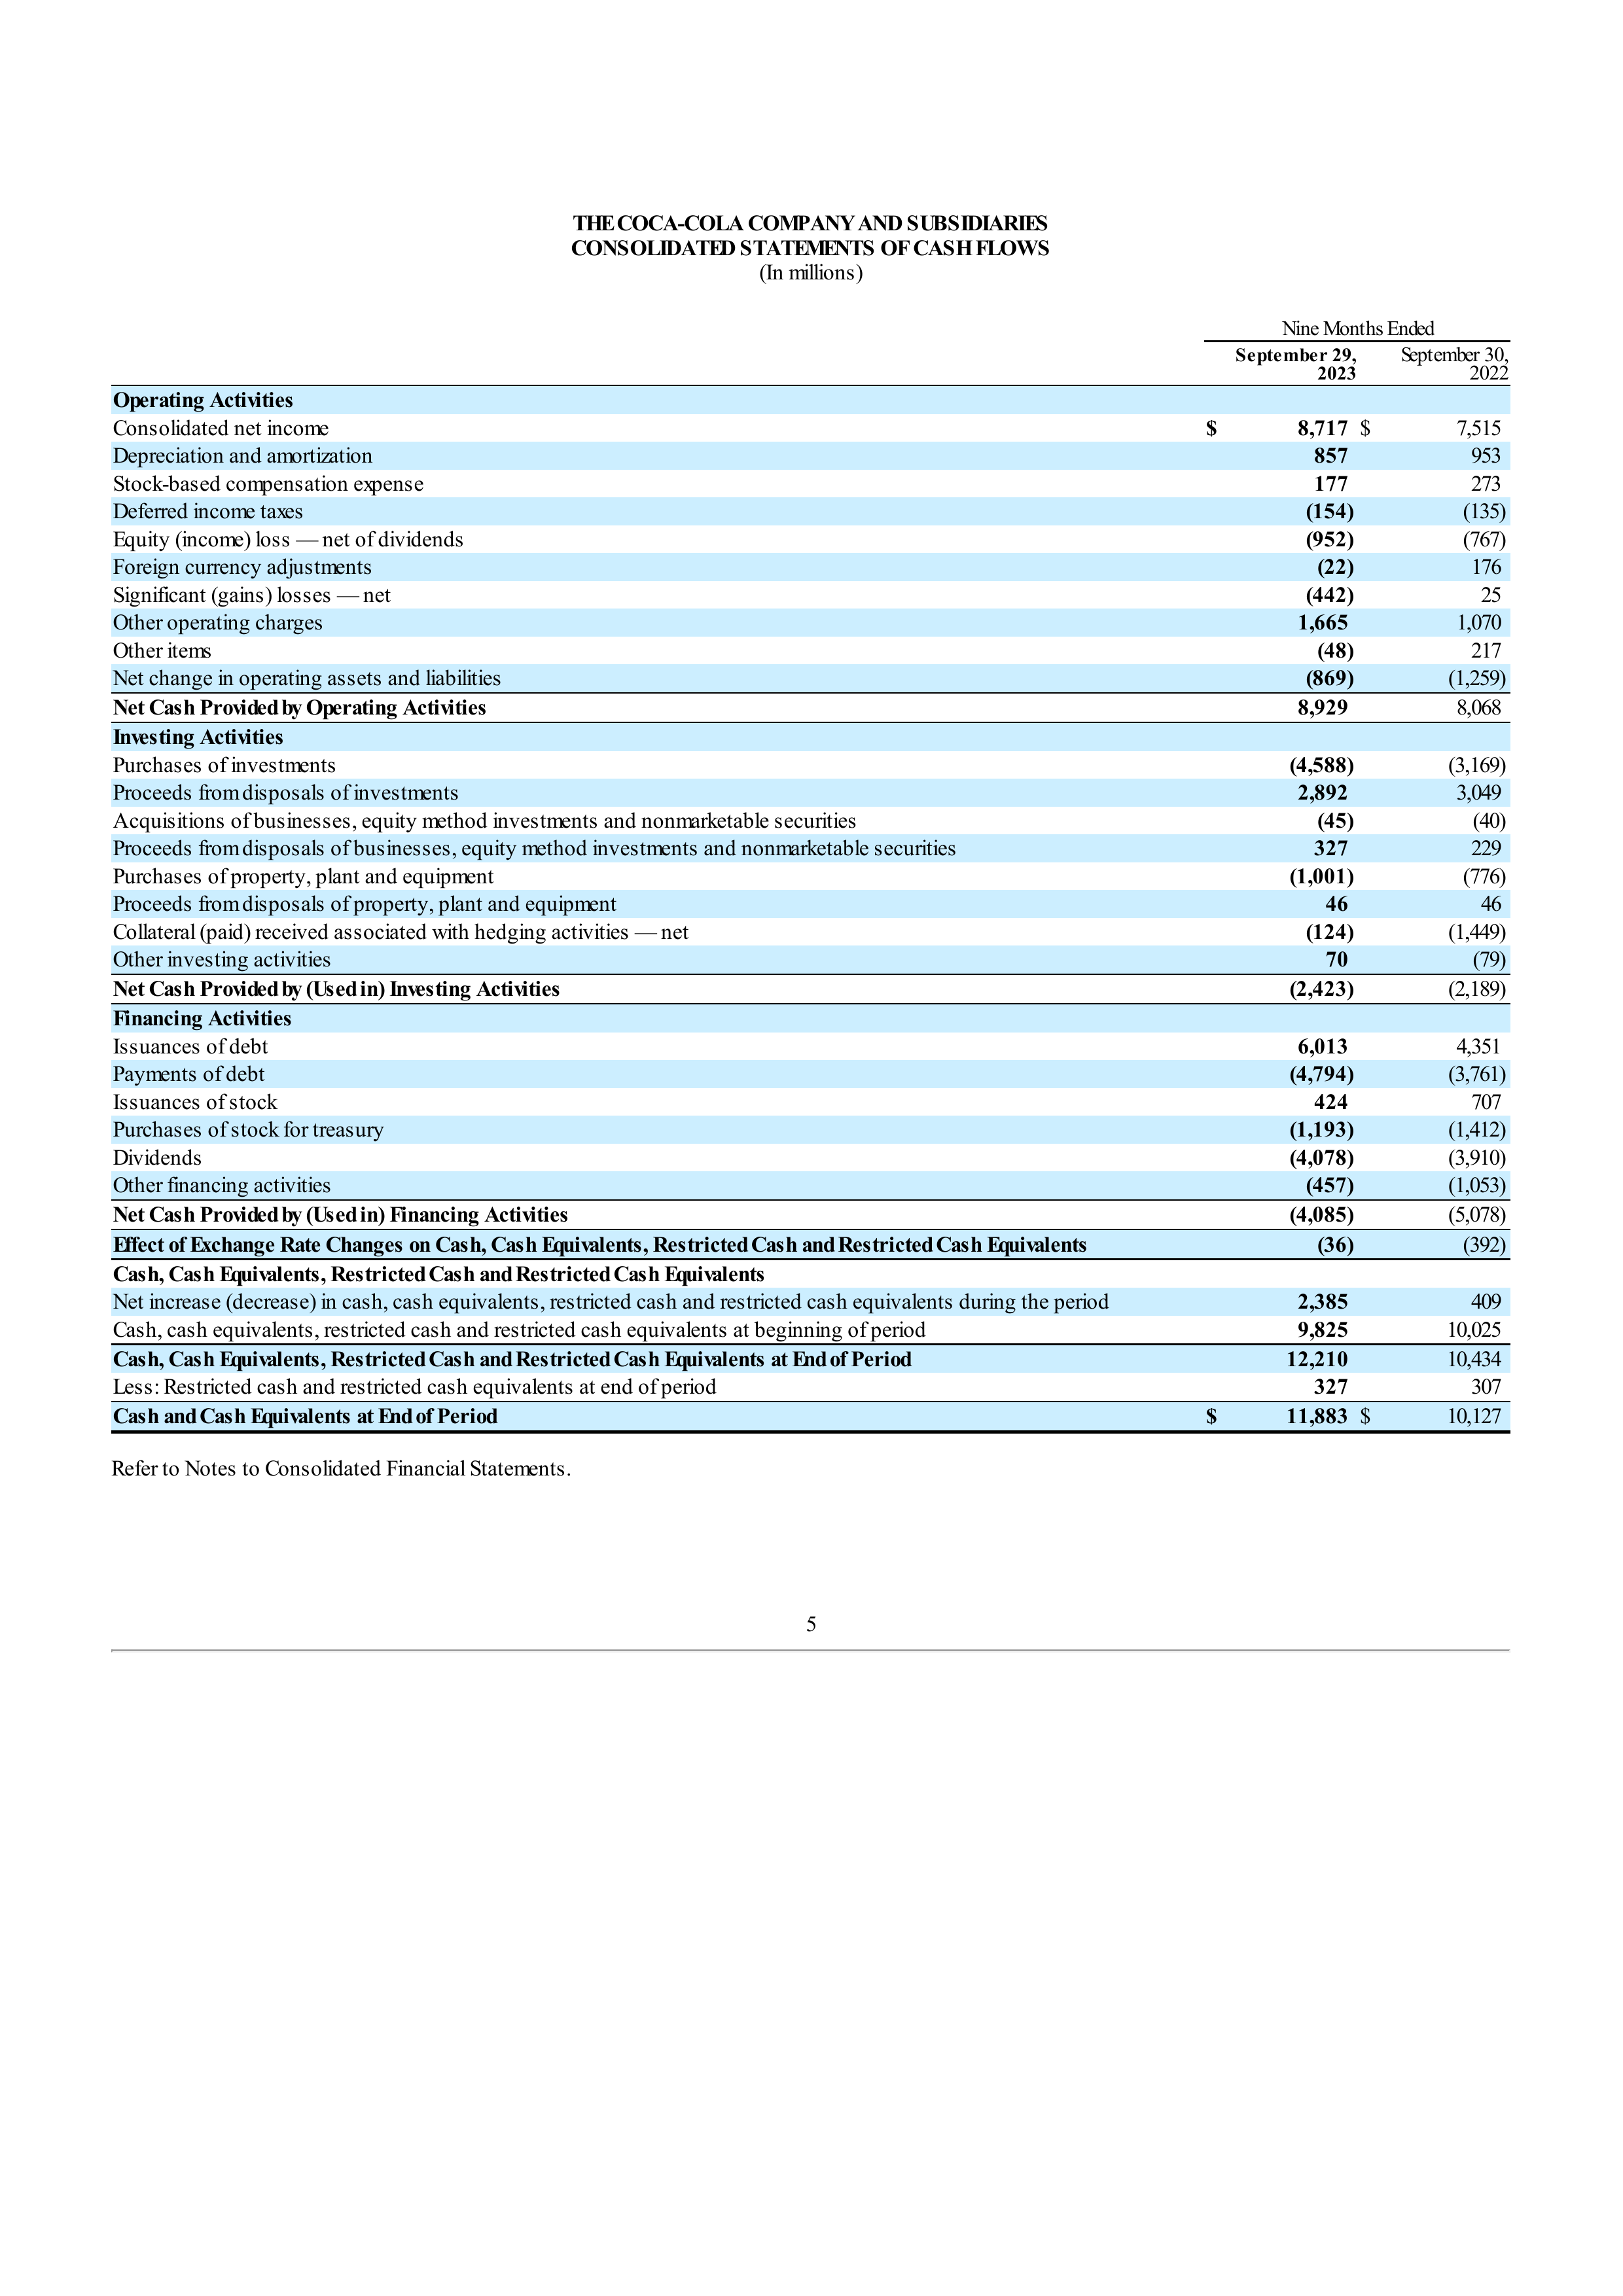 THE COCA-COLA COMPANY AND SUBSIDIARIES
CONSOLIDATED STATEMENTS OF CASH FLOWS
(In millions)
Nine Months Ended
September 29, 2023 September 30, 2022
Operating Activities
Consolidated net income $ 8,717 $ 7,515
Depreciation and amortization 857 953
Stock-based compensation expense 177 273
Deferred income taxes (154) (135)
Equity (income) loss — net of dividends (952) (767)
Foreign currency adjustments (22) 176
Significant (gains) losses — net (442) 25
Other operating charges 1,665 1,070
Other items (48) 217
Net change in operating assets and liabilities (869) (1,259)
Net Cash Provided by Operating Activities 8,929 8,068
Investing Activities
Purchases of investments (4,588) (3,169)
Proceeds from disposals of investments 2,892 3,049
Acquisitions of businesses, equity method investments and nonmarketable securities (45) (40)
Proceeds from disposals of businesses, equity method investments and nonmarketable securities 327 229
Purchases of property, plant and equipment (1,001) (776)
Proceeds from disposals of property, plant and equipment 46 46
Collateral (paid) received associated with hedging activities — net (124) (1,449)
Other investing activities 70 (79)
Net Cash Provided by (Used in) Investing Activities (2,423) (2,189)
Financing Activities
Issuances of debt 6,013 4,351
Payments of debt (4,794) (3,761)
Issuances of stock 424 707
Purchases of stock for treasury (1,193) (1,412)
Dividends (4,078) (3,910)
Other financing activities (457) (1,053)
Net Cash Provided by (Used in) Financing Activities (4,085) (5,078)
Effect of Exchange Rate Changes on Cash, Cash Equivalents, Restricted Cash and Restricted Cash Equivalents (36) (392)
Cash, Cash Equivalents, Restricted Cash and Restricted Cash Equivalents
Net increase (decrease) in cash, cash equivalents, restricted cash and restricted cash equivalents during the period 2,385 409
Cash, cash equivalents, restricted cash and restricted cash equivalents at beginning of period 9,825 10,025
Cash, Cash Equivalents, Restricted Cash and Restricted Cash Equivalents at End of Period 12,210 10,434
Less: Restricted cash and restricted cash equivalents at end of period 327 307
Cash and Cash Equivalents at End of Period $ 11,883 $ 10,127
Refer to Notes to Consolidated Financial Statements.
5